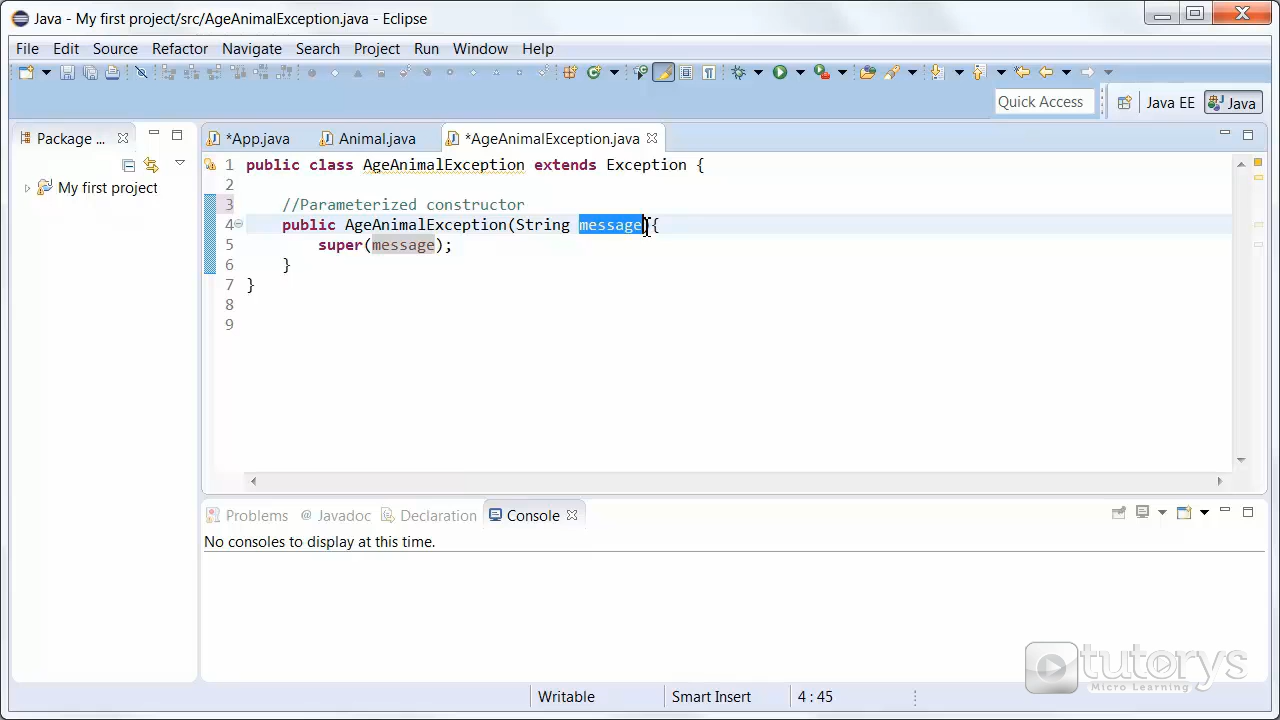 Java - My first project/src/AgeAnimalException.java - Eclipse
File Edit Source Refactor Navigate Search Project Run Window Help
Quick Access Java EE Java
Package ... *App.java Animal.java *AgeAnimalException.java
My first project
1 public class AgeAnimalException extends Exception {
2
3 //Parameterized constructor
4 public AgeAnimalException(String message){
5 super(message);
6 }
7 }
8
9
Problems @ Javadoc Declaration Console
No consoles to display at this time.
tutorys
Micro Learning
Writable Smart Insert 4 : 45